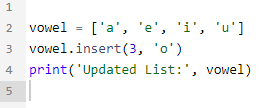 1
2 vowel = ['a', 'e', 'i', 'u']
3 vowel.insert(3, 'o')
4 print('Updated List:', vowel)
5